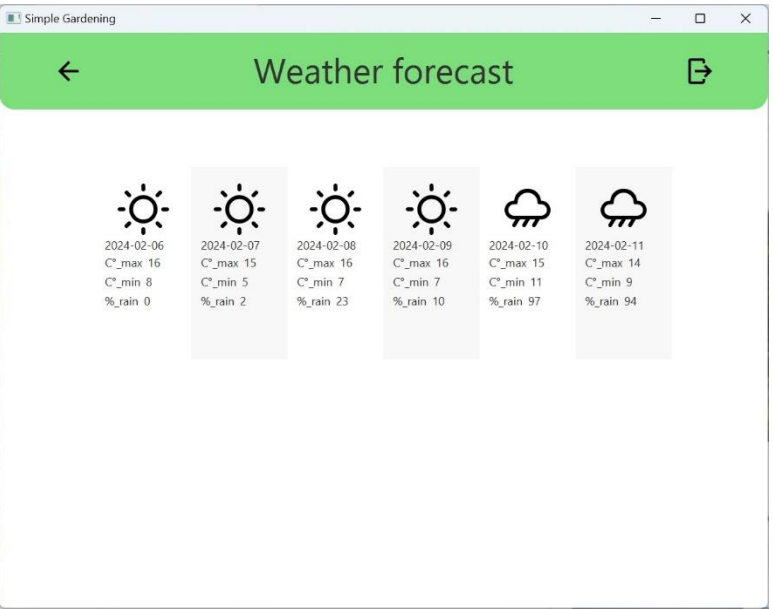 Simple Gardening
Weather forecast
2024-02-06
C°_max 16
C°_min 8
%_rain 0
2024-02-07
C°_max 15
C°_min 5
%_rain 2
2024-02-08
C°_max 16
C°_min 7
%_rain 23
2024-02-09
C°_max 16
C°_min 7
%_rain 10
2024-02-10
C°_max 15
C°_min 11
%_rain 97
2024-02-11
C°_max 14
C°_min 9
%_rain 94